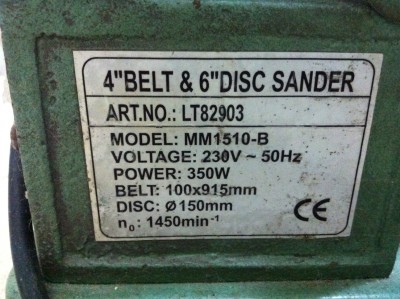 4"BELT & 6"DISC SANDER
ART.NO.: LT82903
MODEL: MM1510-B
VOLTAGE: 230V ~ 50Hz
POWER: 350W
BELT: 100x915mm
DISC: Ø150mm
n₀: 1450min⁻¹
CE